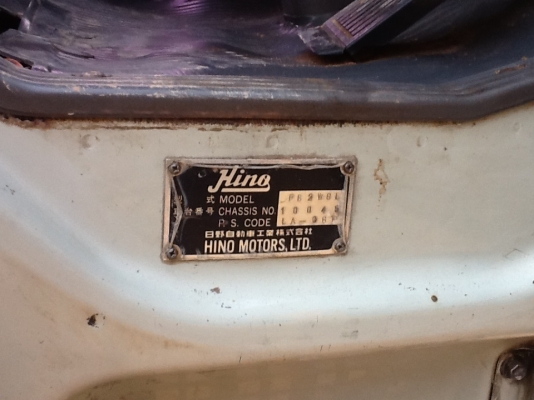 Hino
式 MODEL
台番号 CHASSIS NO.
P.S. CODE
日野自動車工業株式会社
HINO MOTORS, LTD.